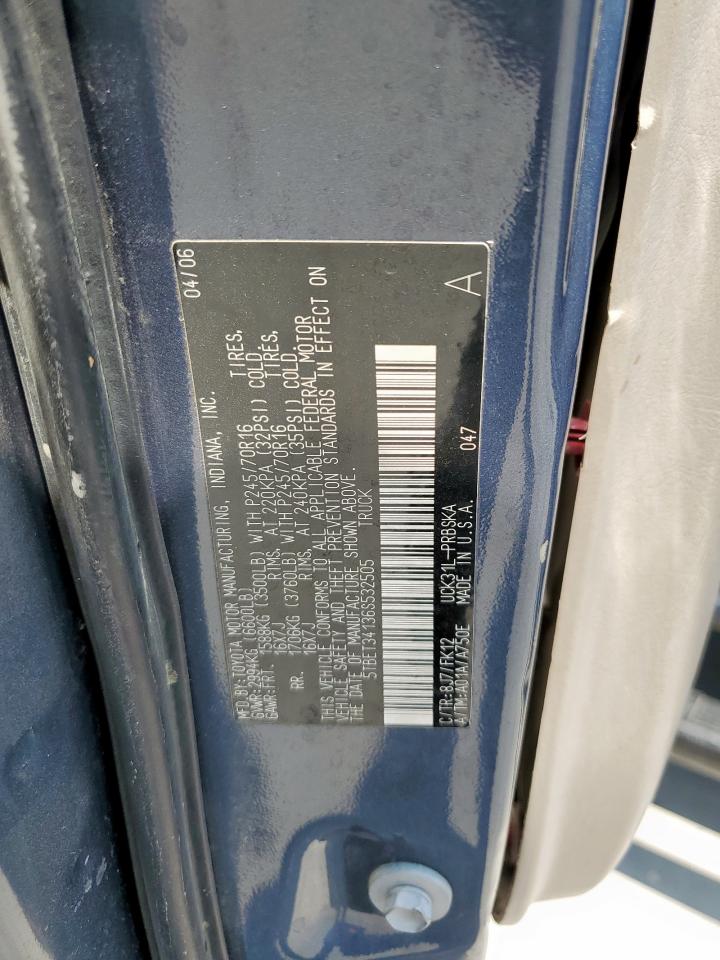 MFD.BY:TOYOTA MOTOR MANUFACTURING, INDIANA, INC. 04/06
GVWR:2994KG (6600LB)
GAWR:FRT. 1588KG (3500LB) WITH P245/70R16 TIRES,
16X7J RIMS. AT 220KPA (32PSI) COLD
RR. 1706KG (3760LB) WITH P245/70R16 TIRES,
16X7J RIMS. AT 240KPA (35PSI) COLD.
THIS VEHICLE CONFORMS TO ALL APPLICABLE FEDERAL MOTOR
VEHICLE SAFETY AND THEFT PREVENTION STANDARDS IN EFFECT ON
THE DATE OF MANUFACTURE SHOWN ABOVE.
5TBET34136S532505 TRUCK
C/TR:8J7/FK12 UCK31L-PRBSKA 047
A/TM:A01A/A750E MADE IN U.S.A. A